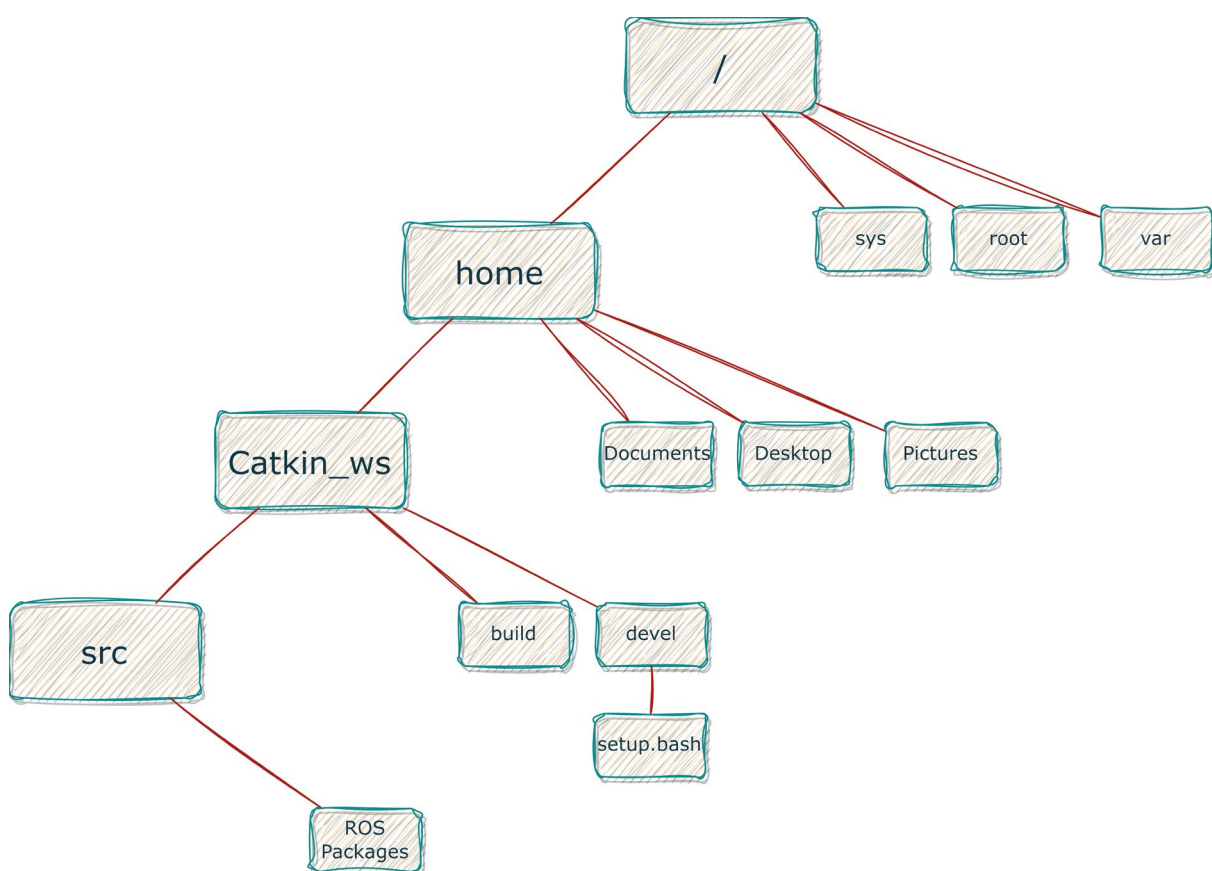 /
sys
root
var
home
Documents
Desktop
Pictures
Catkin_ws
build
devel
src
setup.bash
ROS
Packages